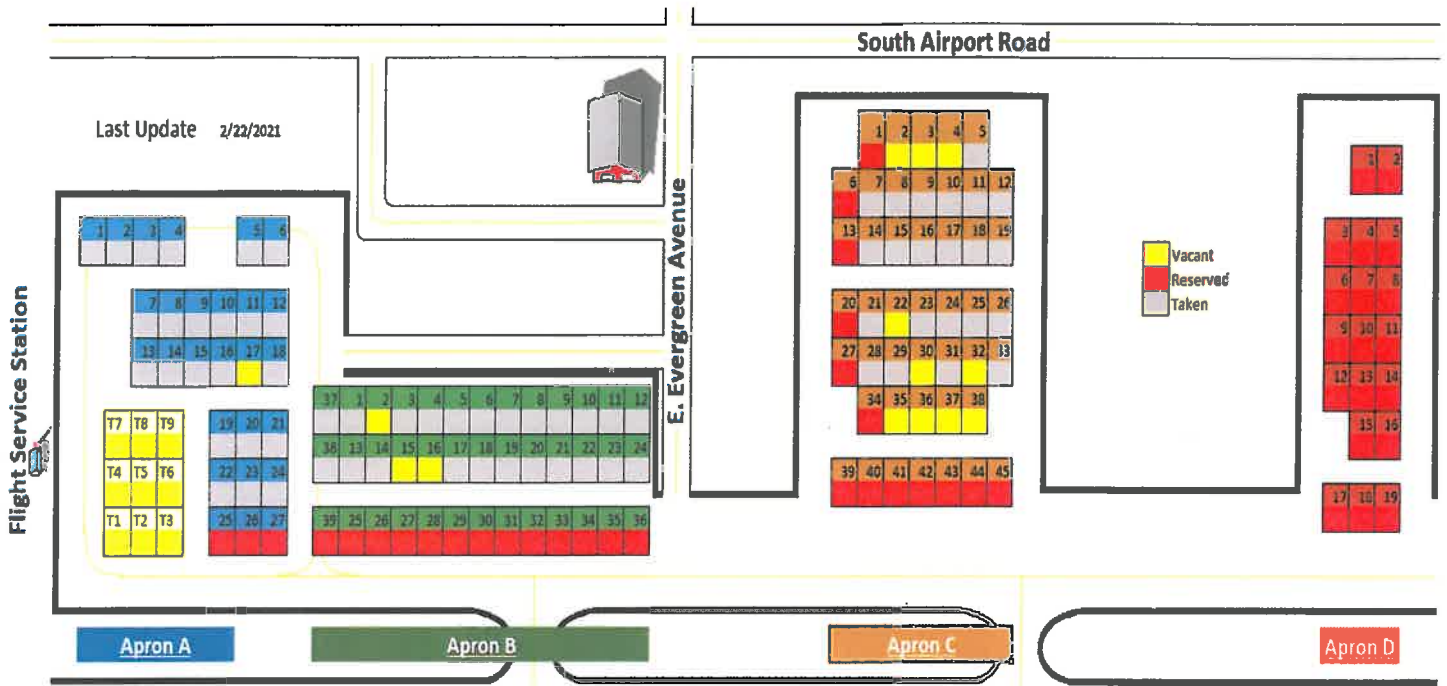 South Airport Road
Last Update 2/22/2021
E. Evergreen Avenue
Flight Service Station
1 2 3 4 5 6
7 8 9 10 11 12
13 14 15 16 17 18
T7 T8 T9 19 20 21
T4 T5 T6 22 23 24
T1 T2 T3 25 26 27
37 1 2 3 4 5 6 7 8 9 10 11 12
38 13 14 15 16 17 18 19 20 21 22 23 24
39 25 26 27 28 29 30 31 32 33 34 35 36
1 2 3 4 5
6 7 8 9 10 11 12
13 14 15 16 17 18 19
20 21 22 23 24 25 26
27 28 29 30 31 32 33
34 35 36 37 38
39 40 41 42 43 44 45
Vacant
Reserved
Taken
1 2
3 4 5
6 7 8
9 10 11
12 13 14
15 16
17 18 19
Apron A
Apron B
Apron C
Apron D